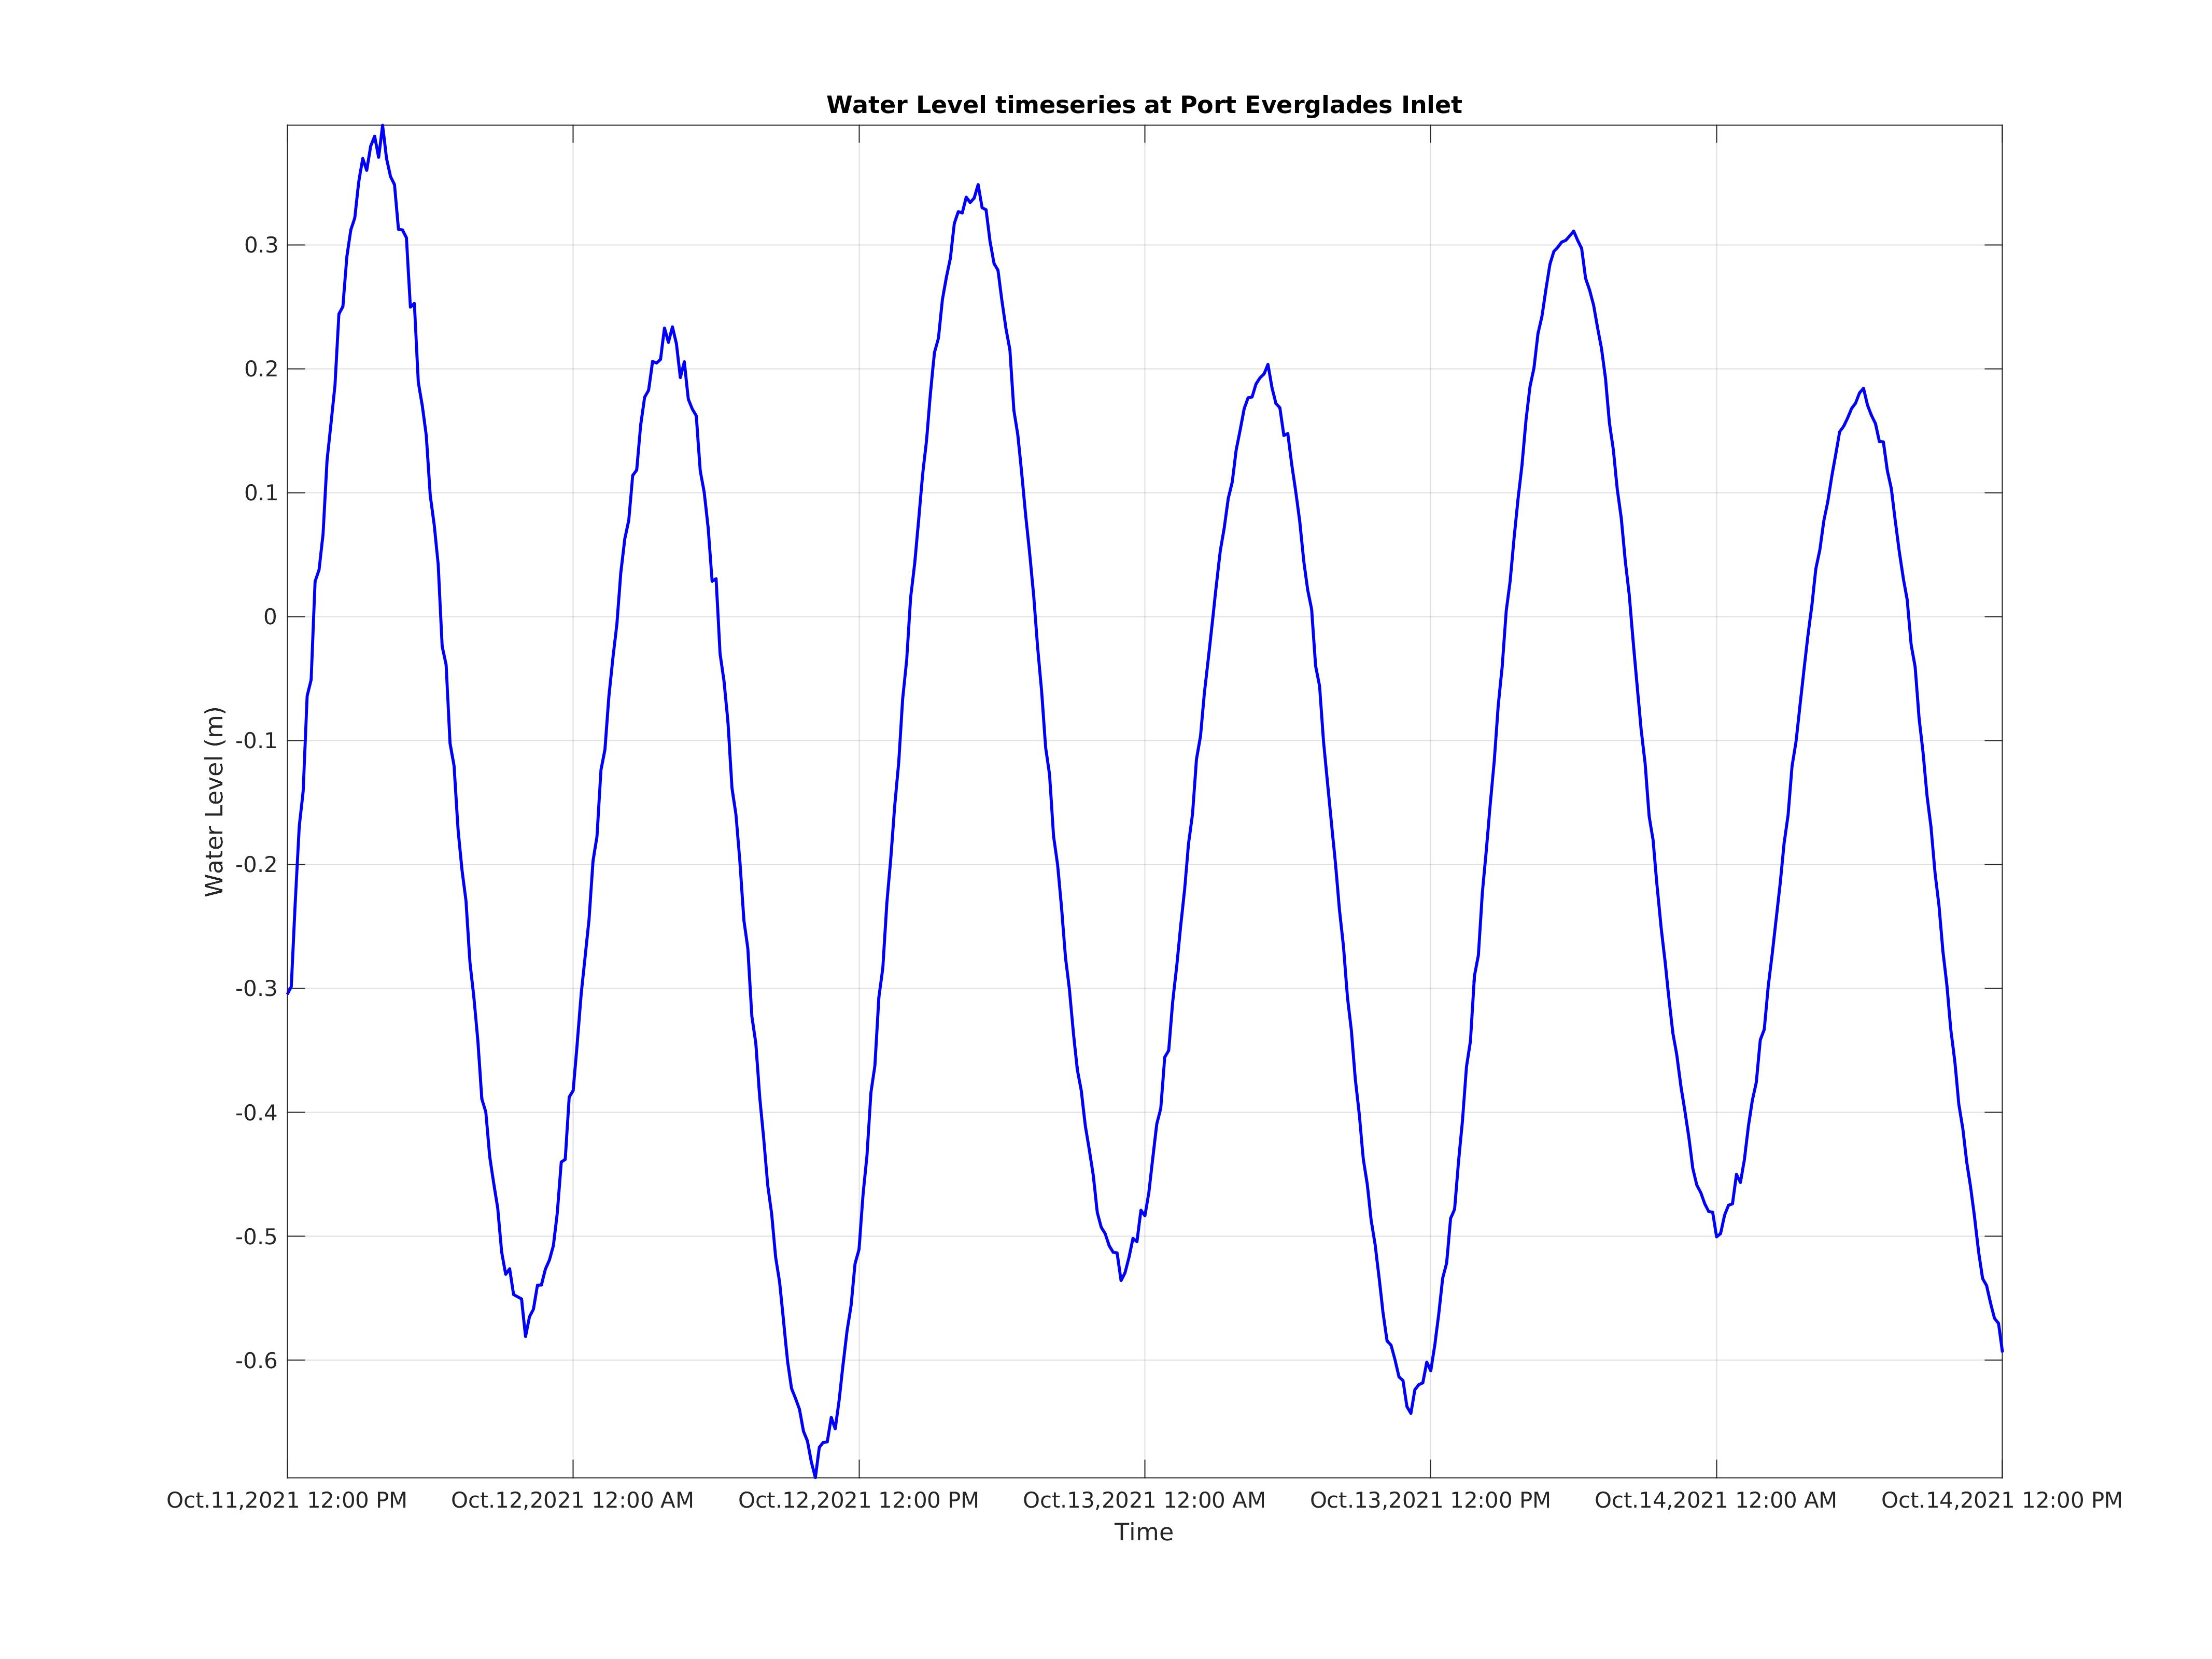 Water Level timeseries at Port Everglades Inlet
0.3
0.2
0.1
0
-0.1
-0.2
-0.3
-0.4
-0.5
-0.6
Water Level (m)
Oct.11,2021 12:00 PM Oct.12,2021 12:00 AM Oct.12,2021 12:00 PM Oct.13,2021 12:00 AM Oct.13,2021 12:00 PM Oct.14,2021 12:00 AM Oct.14,2021 12:00 PM
Time